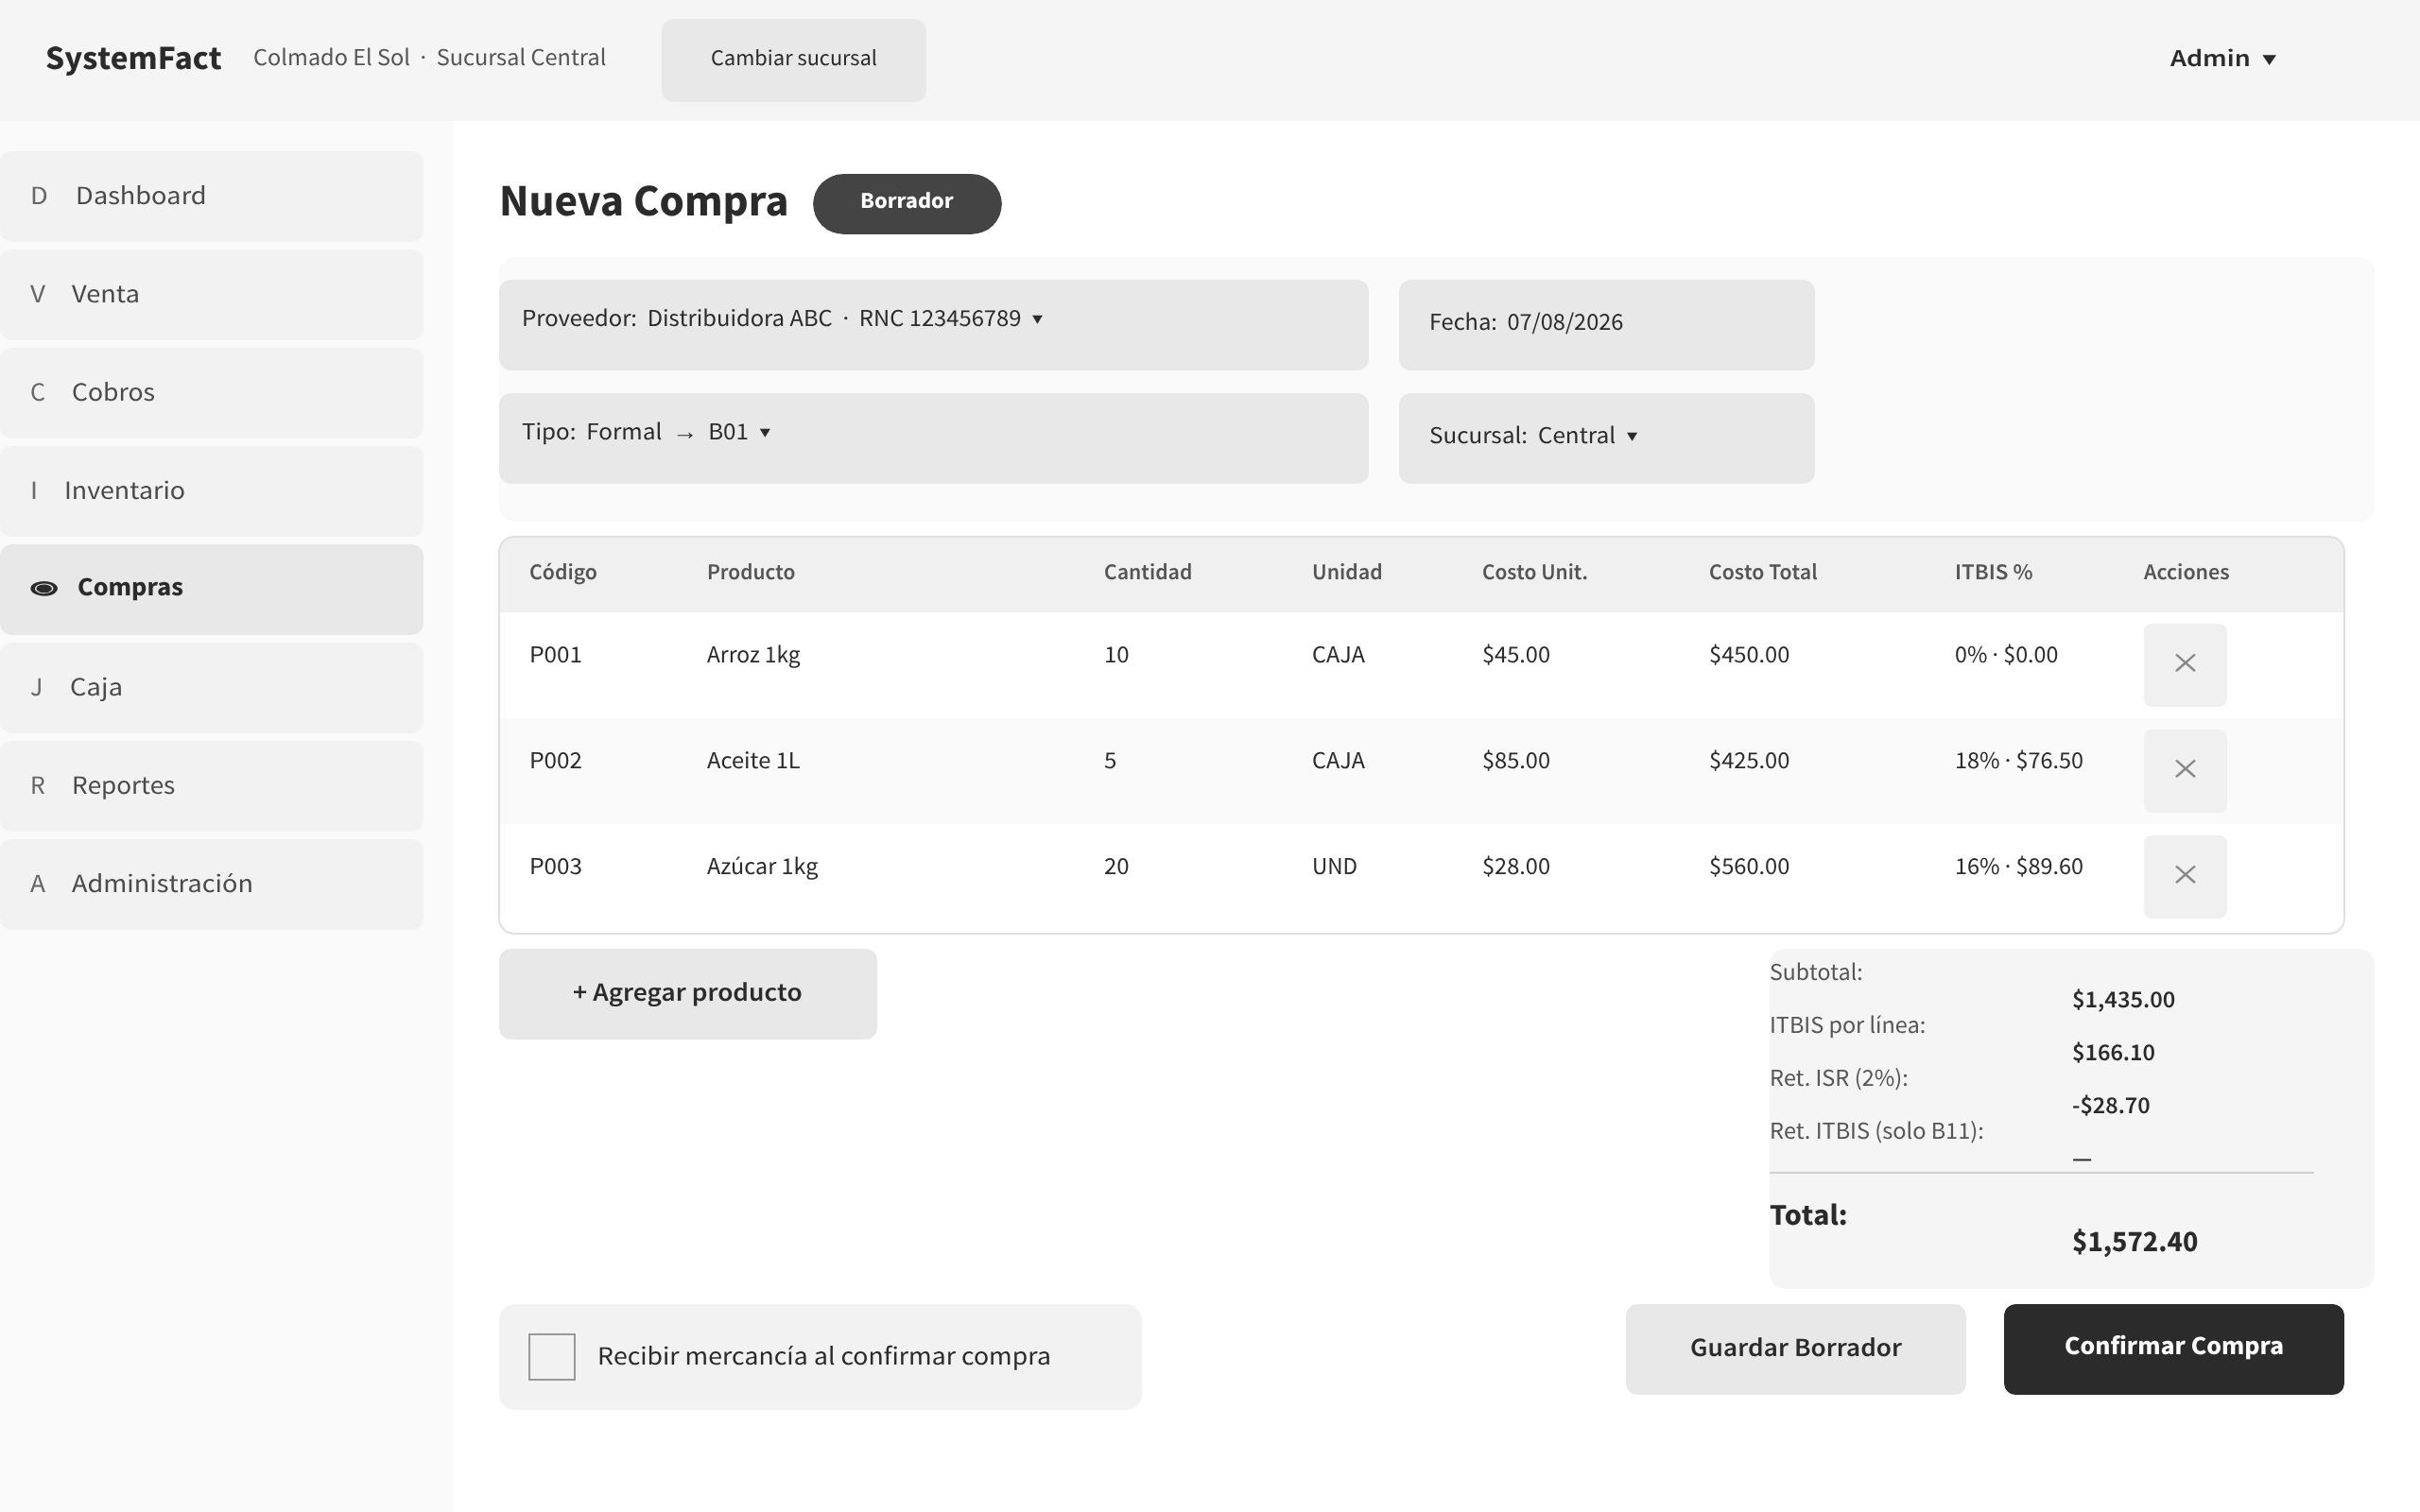 SystemFact Colmado El Sol · Sucursal Central Cambiar sucursal Admin ▼
D Dashboard
V Venta
C Cobros
I Inventario
Compras
J Caja
R Reportes
A Administración
Nueva Compra Borrador
Proveedor: Distribuidora ABC · RNC 123456789 ▼ Fecha: 07/08/2026
Tipo: Formal → B01 ▼ Sucursal: Central ▼
Código Producto Cantidad Unidad Costo Unit. Costo Total ITBIS % Acciones
P001 Arroz 1kg 10 CAJA $45.00 $450.00 0% · $0.00 ×
P002 Aceite 1L 5 CAJA $85.00 $425.00 18% · $76.50 ×
P003 Azúcar 1kg 20 UND $28.00 $560.00 16% · $89.60 ×
+ Agregar producto
Subtotal: $1,435.00
ITBIS por línea: $166.10
Ret. ISR (2%): -$28.70
Ret. ITBIS (solo B11): —
Total: $1,572.40
Recibir mercancía al confirmar compra
Guardar Borrador Confirmar Compra